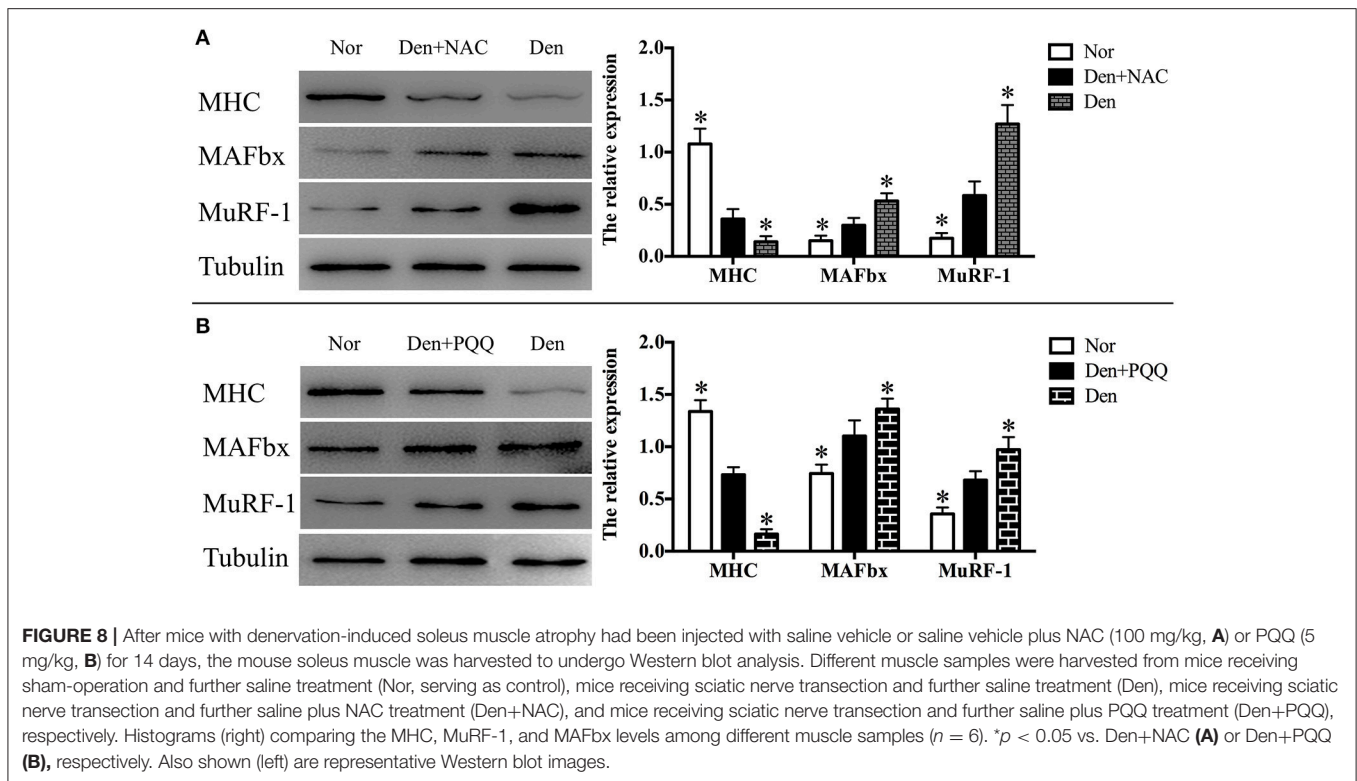 A
Nor Den+NAC Den
MHC
MAFbx
MuRF-1
Tubulin
The relative expression
2.0
1.5
1.0
0.5
0.0
* * * * * *
MHC MAFbx MuRF-1
Nor
Den+NAC
Den
B
Nor Den+PQQ Den
MHC
MAFbx
MuRF-1
Tubulin
The relative expression
2.0
1.5
1.0
0.5
0.0
* * * * * *
MHC MAFbx MuRF-1
Nor
Den+PQQ
Den
FIGURE 8 | After mice with denervation-induced soleus muscle atrophy had been injected with saline vehicle or saline vehicle plus NAC (100 mg/kg, A) or PQQ (5
mg/kg, B) for 14 days, the mouse soleus muscle was harvested to undergo Western blot analysis. Different muscle samples were harvested from mice receiving
sham-operation and further saline treatment (Nor, serving as control), mice receiving sciatic nerve transection and further saline treatment (Den), mice receiving sciatic
nerve transection and further saline plus NAC treatment (Den+NAC), and mice receiving sciatic nerve transection and further saline plus PQQ treatment (Den+PQQ),
respectively. Histograms (right) comparing the MHC, MuRF-1, and MAFbx levels among different muscle samples (n = 6). *p < 0.05 vs. Den+NAC (A) or Den+PQQ
(B), respectively. Also shown (left) are representative Western blot images.